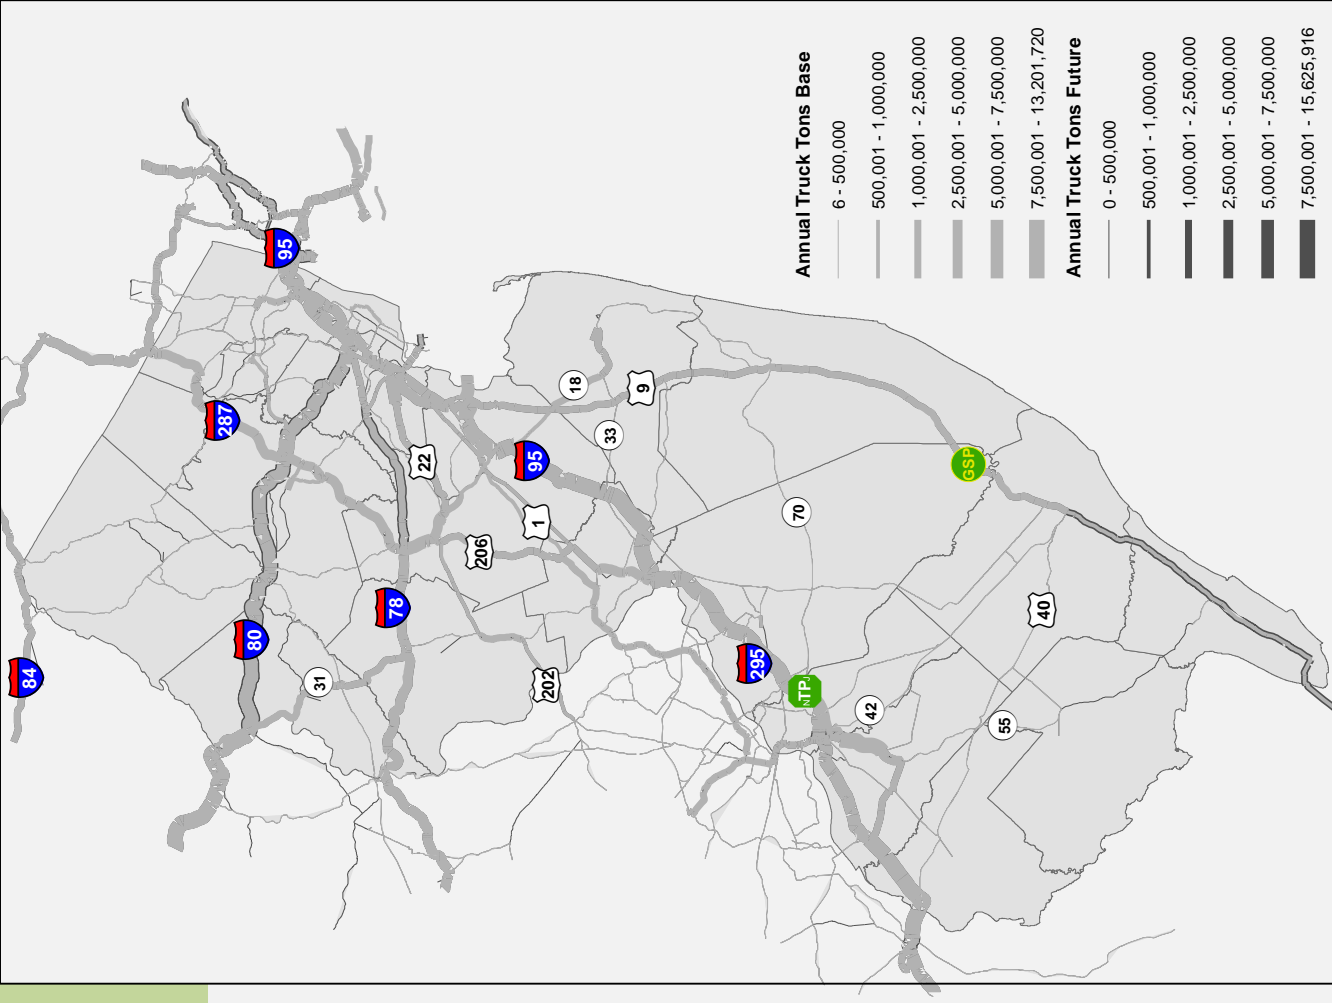 95
287
84
80
78
22
95
1
206
31
202
18
9
33
70
295
NTPJ
42
GSP
40
55
Annual Truck Tons Base
6 - 500,000
500,001 - 1,000,000
1,000,001 - 2,500,000
2,500,001 - 5,000,000
5,000,001 - 7,500,000
7,500,001 - 13,201,720
Annual Truck Tons Future
0 - 500,000
500,001 - 1,000,000
1,000,001 - 2,500,000
2,500,001 - 5,000,000
5,000,001 - 7,500,000
7,500,001 - 15,625,916